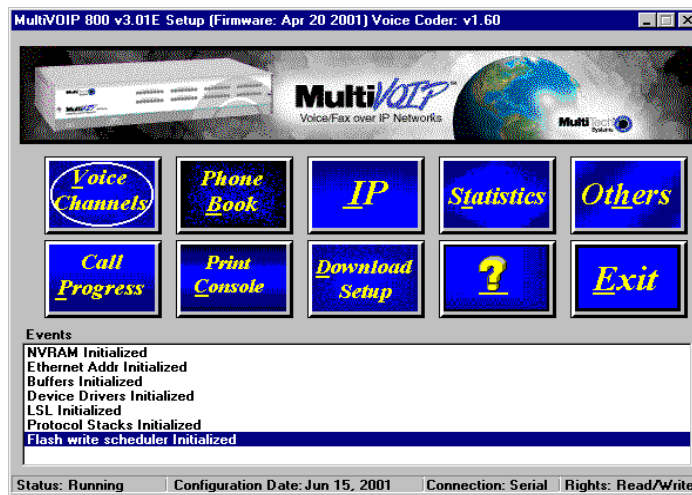 MultiVOIP 800 v3.01E Setup (Firmware: Apr 20 2001) Voice Coder: v1.60
MultiVOIP™
Voice/Fax over IP Networks
MultiTech
Systems
Voice Channels
Phone Book
IP
Statistics
Others
Call Progress
Print Console
Download Setup
?
Exit
Events
NVRAM Initialized
Ethernet Addr Initialized
Buffers Initialized
Device Drivers Initialized
LSL Initialized
Protocol Stacks Initialized
Flash write scheduler Initialized
Status: Running
Configuration Date: Jun 15, 2001
Connection: Serial
Rights: Read/Write